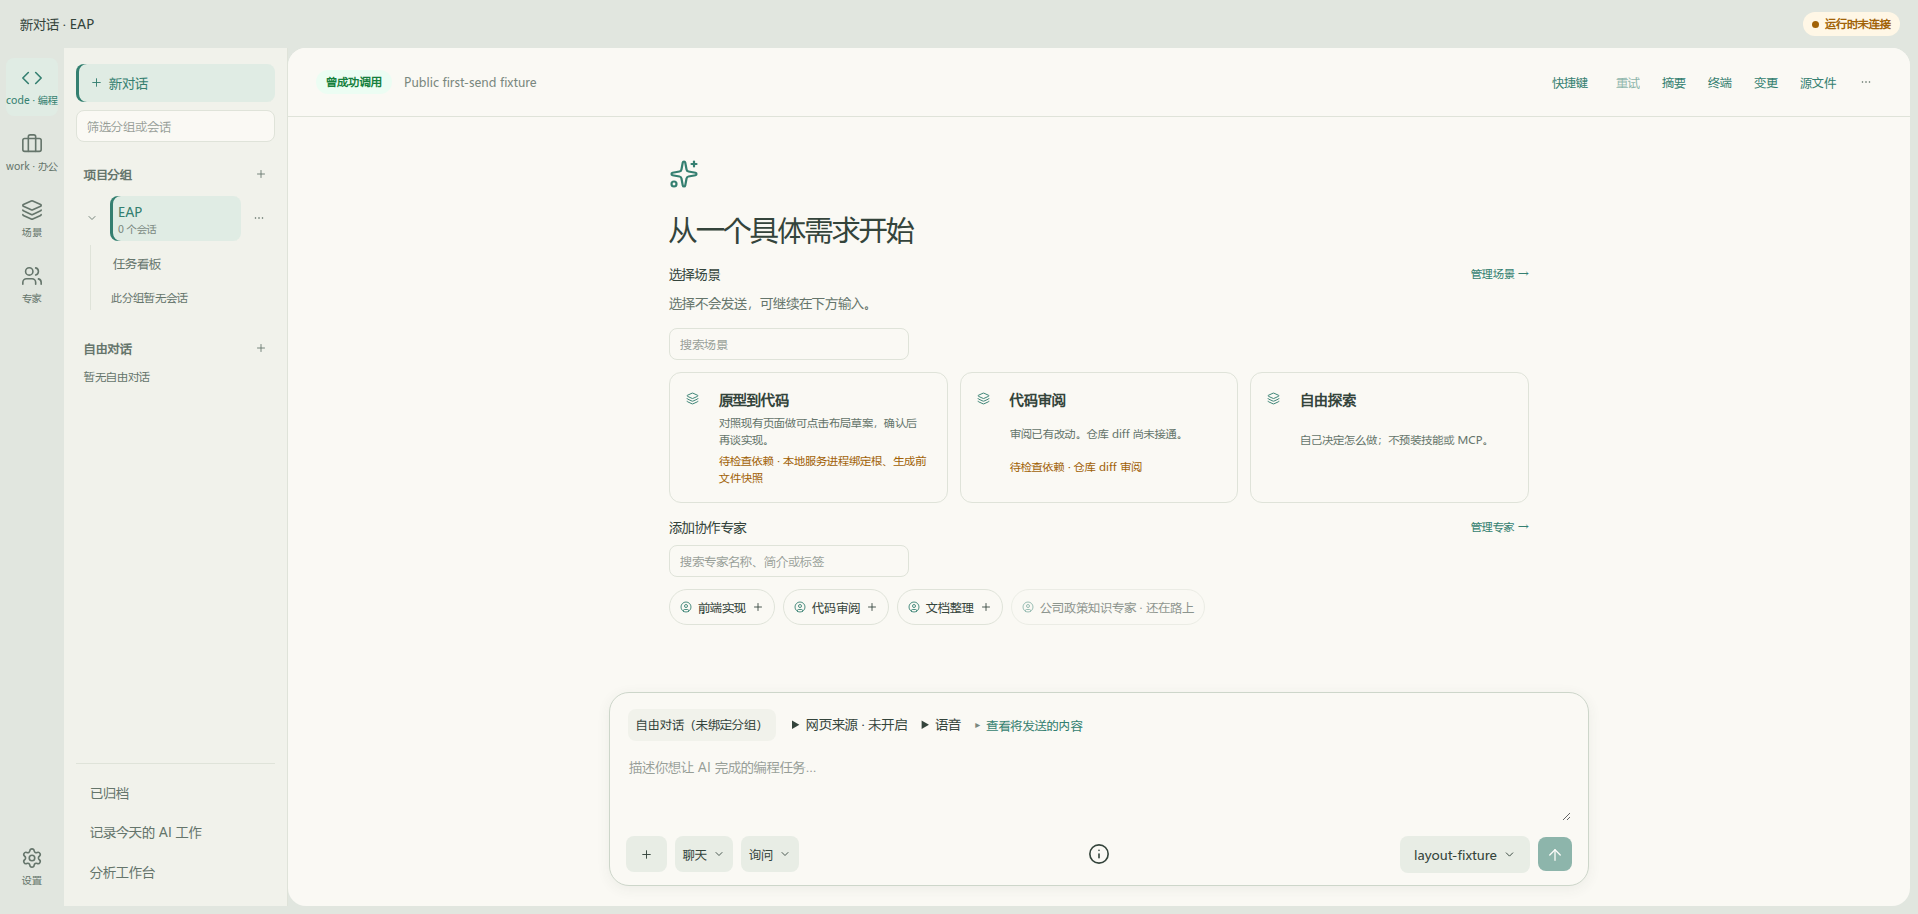 新对话 · EAP
运行时未连接
code · 编程
work · 办公
场景
专家
设置
+ 新对话
筛选分组或会话
项目分组 +
EAP ···
0 个会话
任务看板
此分组暂无会话
自由对话 +
暂无自由对话
已归档
记录今天的 AI 工作
分析工作台
曾成功调用 Public first-send fixture
快捷键 重试 摘要 终端 变更 源文件 ···
从一个具体需求开始
选择场景 管理场景 →
选择不会发送，可继续在下方输入。
搜索场景
原型到代码
对照现有页面做可点击布局草案，确认后
再谈实现。
待检查依赖 · 本地服务进程绑定根、生成前
文件快照
代码审阅
审阅已有改动。仓库 diff 尚未接通。
待检查依赖 · 仓库 diff 审阅
自由探索
自己决定怎么做；不预装技能或 MCP。
添加协作专家 管理专家 →
搜索专家名称、简介或标签
前端实现 + 代码审阅 + 文档整理 + 公司政策知识专家 · 还在路上
自由对话（未绑定分组） ▶ 网页来源 · 未开启 ▶ 语音 ▸ 查看将发送的内容
描述你想让 AI 完成的编程任务...
+ 聊天 询问 layout-fixture